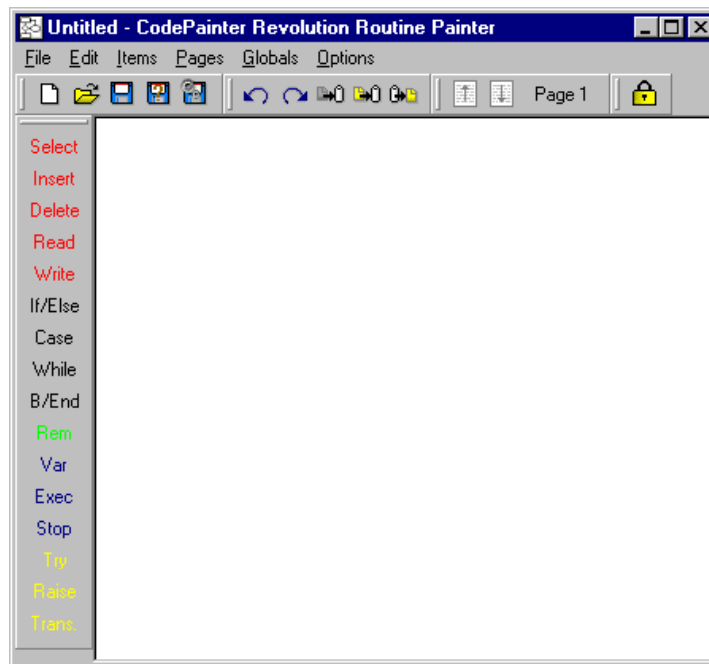 Untitled - CodePainter Revolution Routine Painter
File Edit Items Pages Globals Options
Page 1
Select
Insert
Delete
Read
Write
If/Else
Case
While
B/End
Rem
Var
Exec
Stop
Try
Raise
Trans.